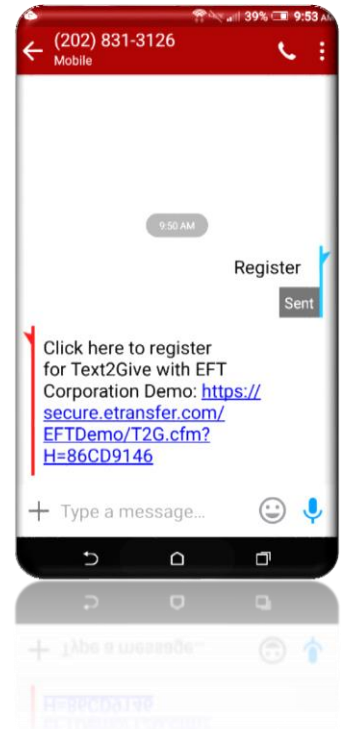 39% 9:53 AM
(202) 831-3126
Mobile
9:50 AM
Register
Sent
Click here to register
for Text2Give with EFT
Corporation Demo: https://
secure.etransfer.com/
EFTDemo/T2G.cfm?
H=86CD9146
Type a message...